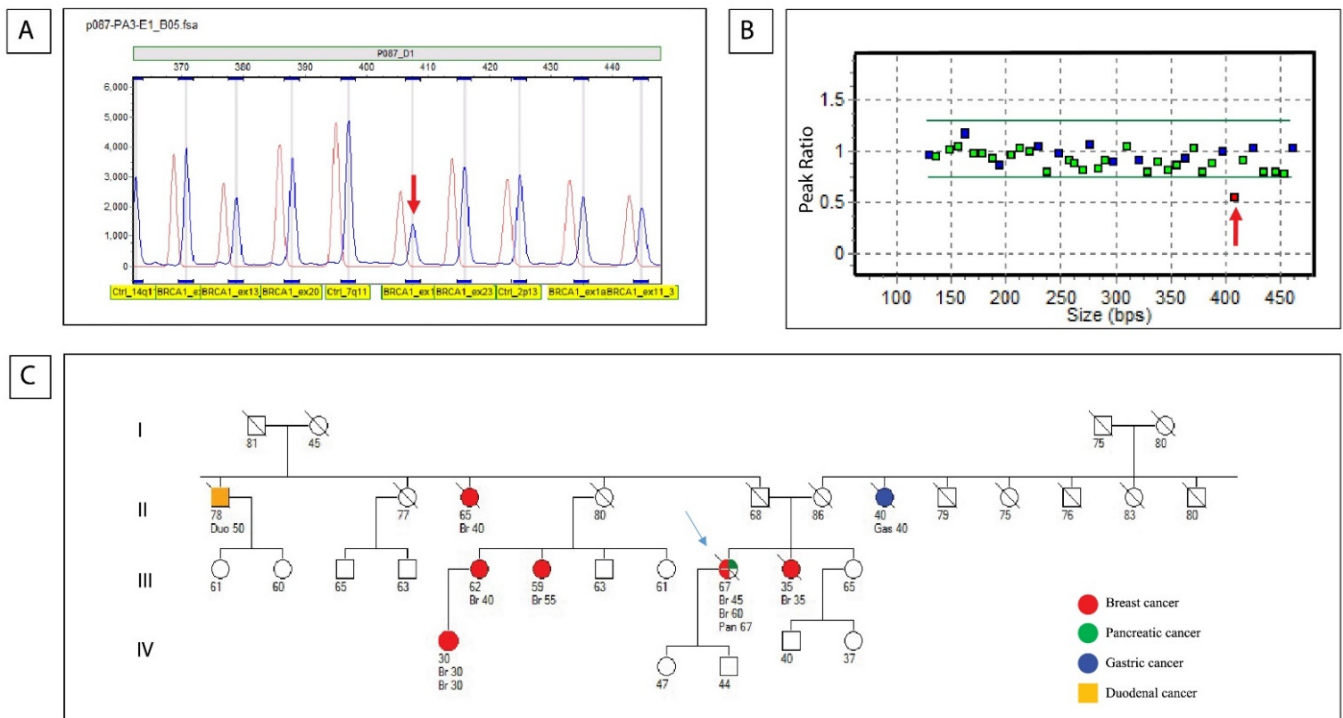 A
p087-PA3-E1_B05.fsa
P087_D1
370 380 390 400 410 420 430 440
6,000
5,000
4,000
3,000
2,000
1,000
0
Ctrl_14q1 BRCA1_ex BRCA1_ex13 BRCA1_ex20 Ctrl_7q11 BRCA1_ex1 BRCA1_ex23 Ctrl_2p13 BRCA1_ex1a BRCA1_ex11_3
B
Peak Ratio
1.5
1
0.5
0
100 150 200 250 300 350 400 450
Size (bps)
C
I
81 45 75 80
II
78 77 65 80 68 86 40 79 75 76 83 80
Duo 50 Br 40 Gas 40
III
61 60 65 63 62 59 63 61 67 35 65
Br 40 Br 55 Br 45 Br 35
Br 60
Pan 67
IV
30 47 44 40 37
Br 30
Br 30
Breast cancer
Pancreatic cancer
Gastric cancer
Duodenal cancer